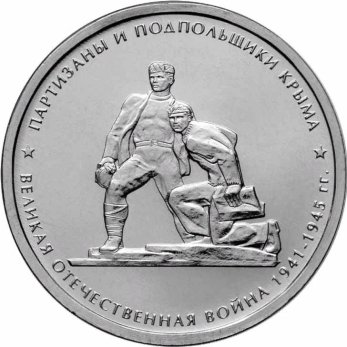 ПАРТИЗАНЫ И ПОДПОЛЬЩИКИ КРЫМА
ВЕЛИКАЯ ОТЕЧЕСТВЕННАЯ ВОЙНА 1941-1945 гг.